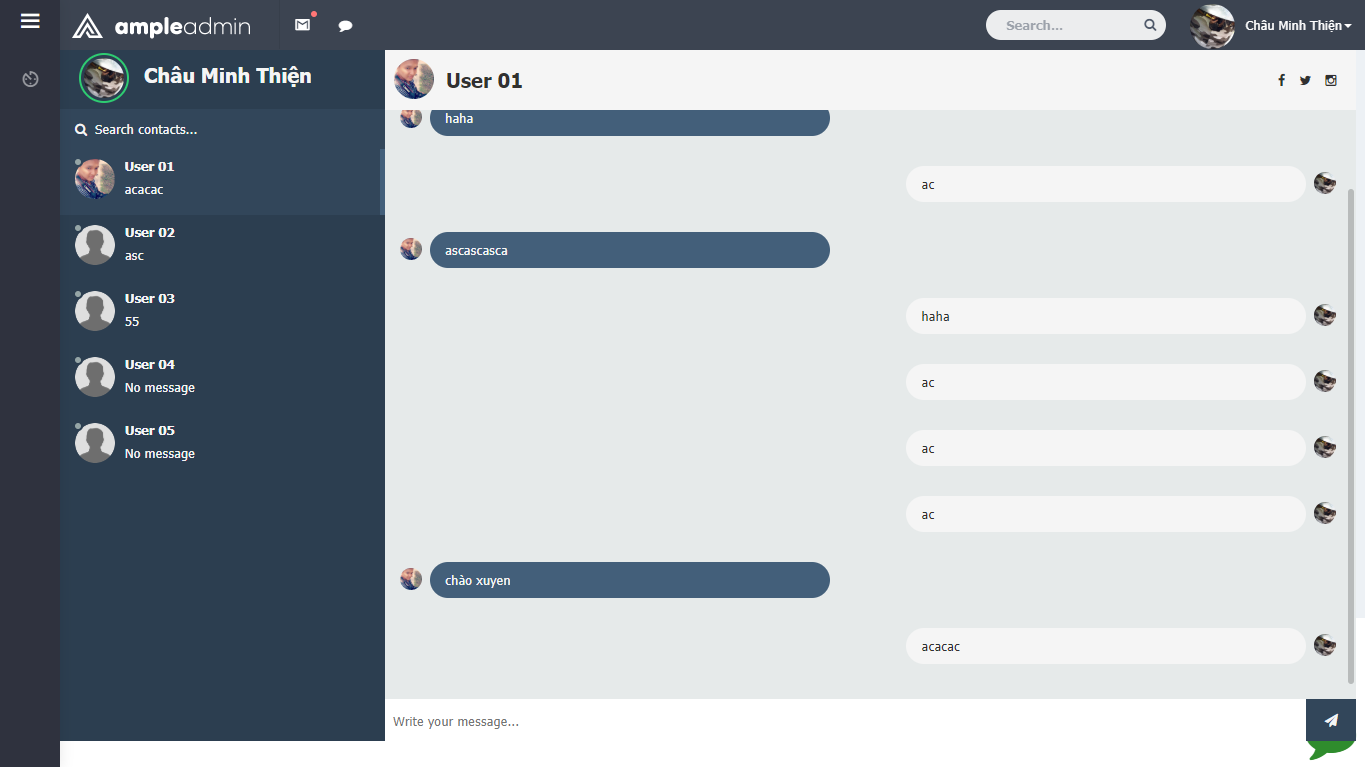 ampleadmin
Search...
Châu Minh Thiện
Châu Minh Thiện
User 01
Search contacts...
User 01
acacac
User 02
asc
User 03
55
User 04
No message
User 05
No message
haha
ac
ascascasca
haha
ac
ac
ac
chào xuyen
acacac
Write your message...